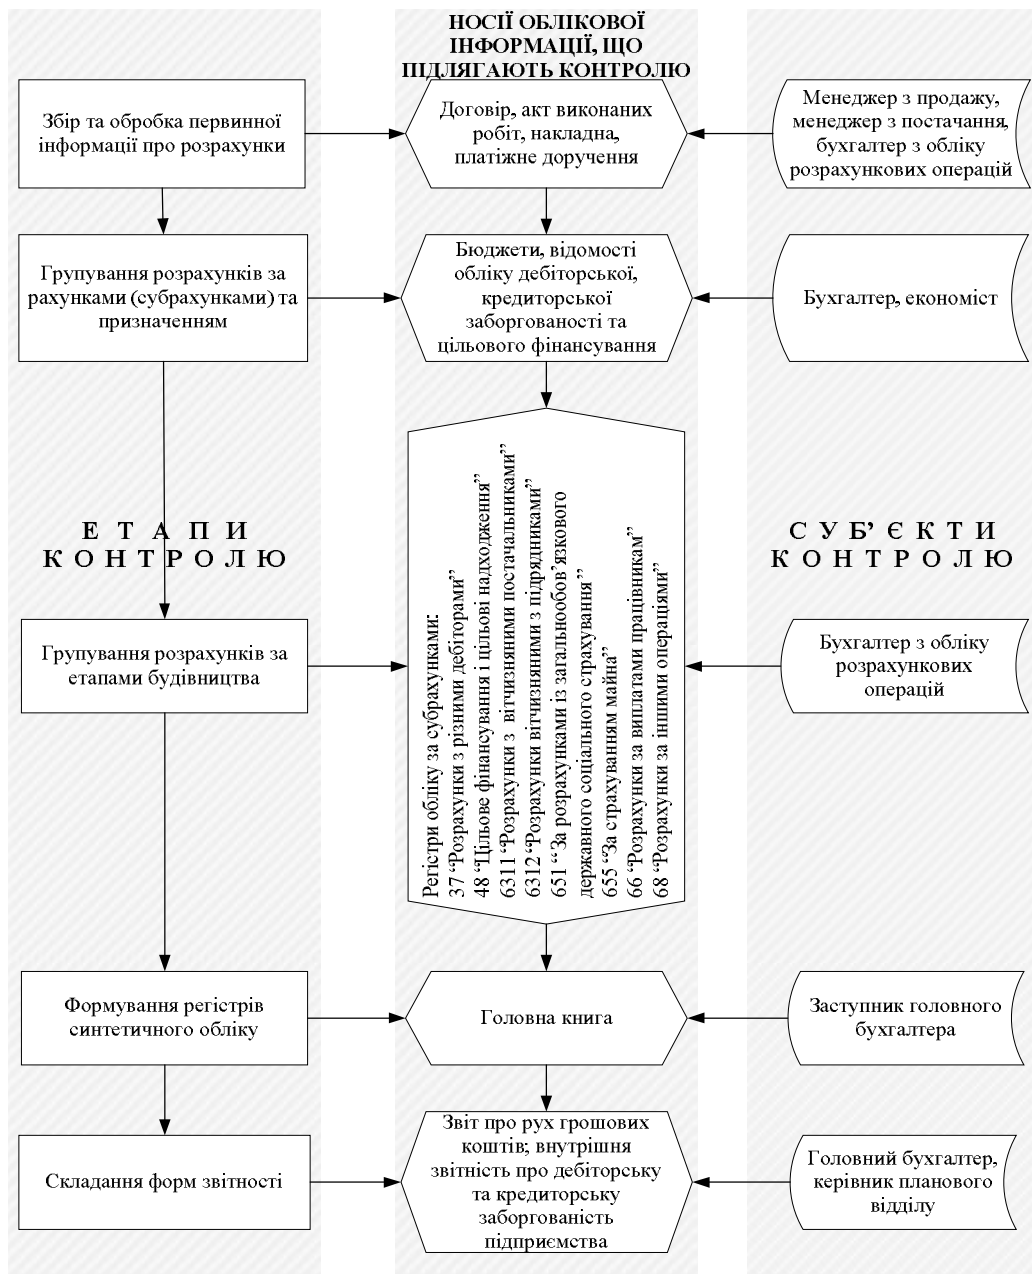 НОСІЇ ОБЛІКОВОЇ
ІНФОРМАЦІЇ, ЩО
ПІДЛЯГАЮТЬ КОНТРОЛЮ
Збір та обробка первинної
інформації про розрахунки
Договір, акт виконаних
робіт, накладна,
платіжне доручення
Менеджер з продажу,
менеджер з постачання,
бухгалтер з обліку
розрахункових операцій
Групування розрахунків за
рахунками (субрахунками) та
призначенням
Бюджети, відомості
обліку дебіторської,
кредиторської
заборгованості та
цільового фінансування
Бухгалтер, економіст
Е Т А П И
К О Н Т Р О Л Ю
С У Б’ Є К Т И
К О Н Т Р О Л Ю
Групування розрахунків за
етапами будівництва
Регістри обліку за субрахунками:
37 “Розрахунки з різними дебіторами”
48 “Цільове фінансування і цільові надходження”
6311 “Розрахунки з вітчизняними постачальниками”
6312 “Розрахунки вітчизняними з підрядниками”
651 “За розрахунками із загальнообов’язкового
державного соціального страхування”
655 “За страхуванням майна”
66 “Розрахунки за виплатами працівникам”
68 “Розрахунки за іншими операціями”
Бухгалтер з обліку
розрахункових
операцій
Формування регістрів
синтетичного обліку
Головна книга
Заступник головного
бухгалтера
Складання форм звітності
Звіт про рух грошових
коштів; внутрішня
звітність про дебіторську
та кредиторську
заборгованість
підприємства
Головний бухгалтер,
керівник планового
відділу